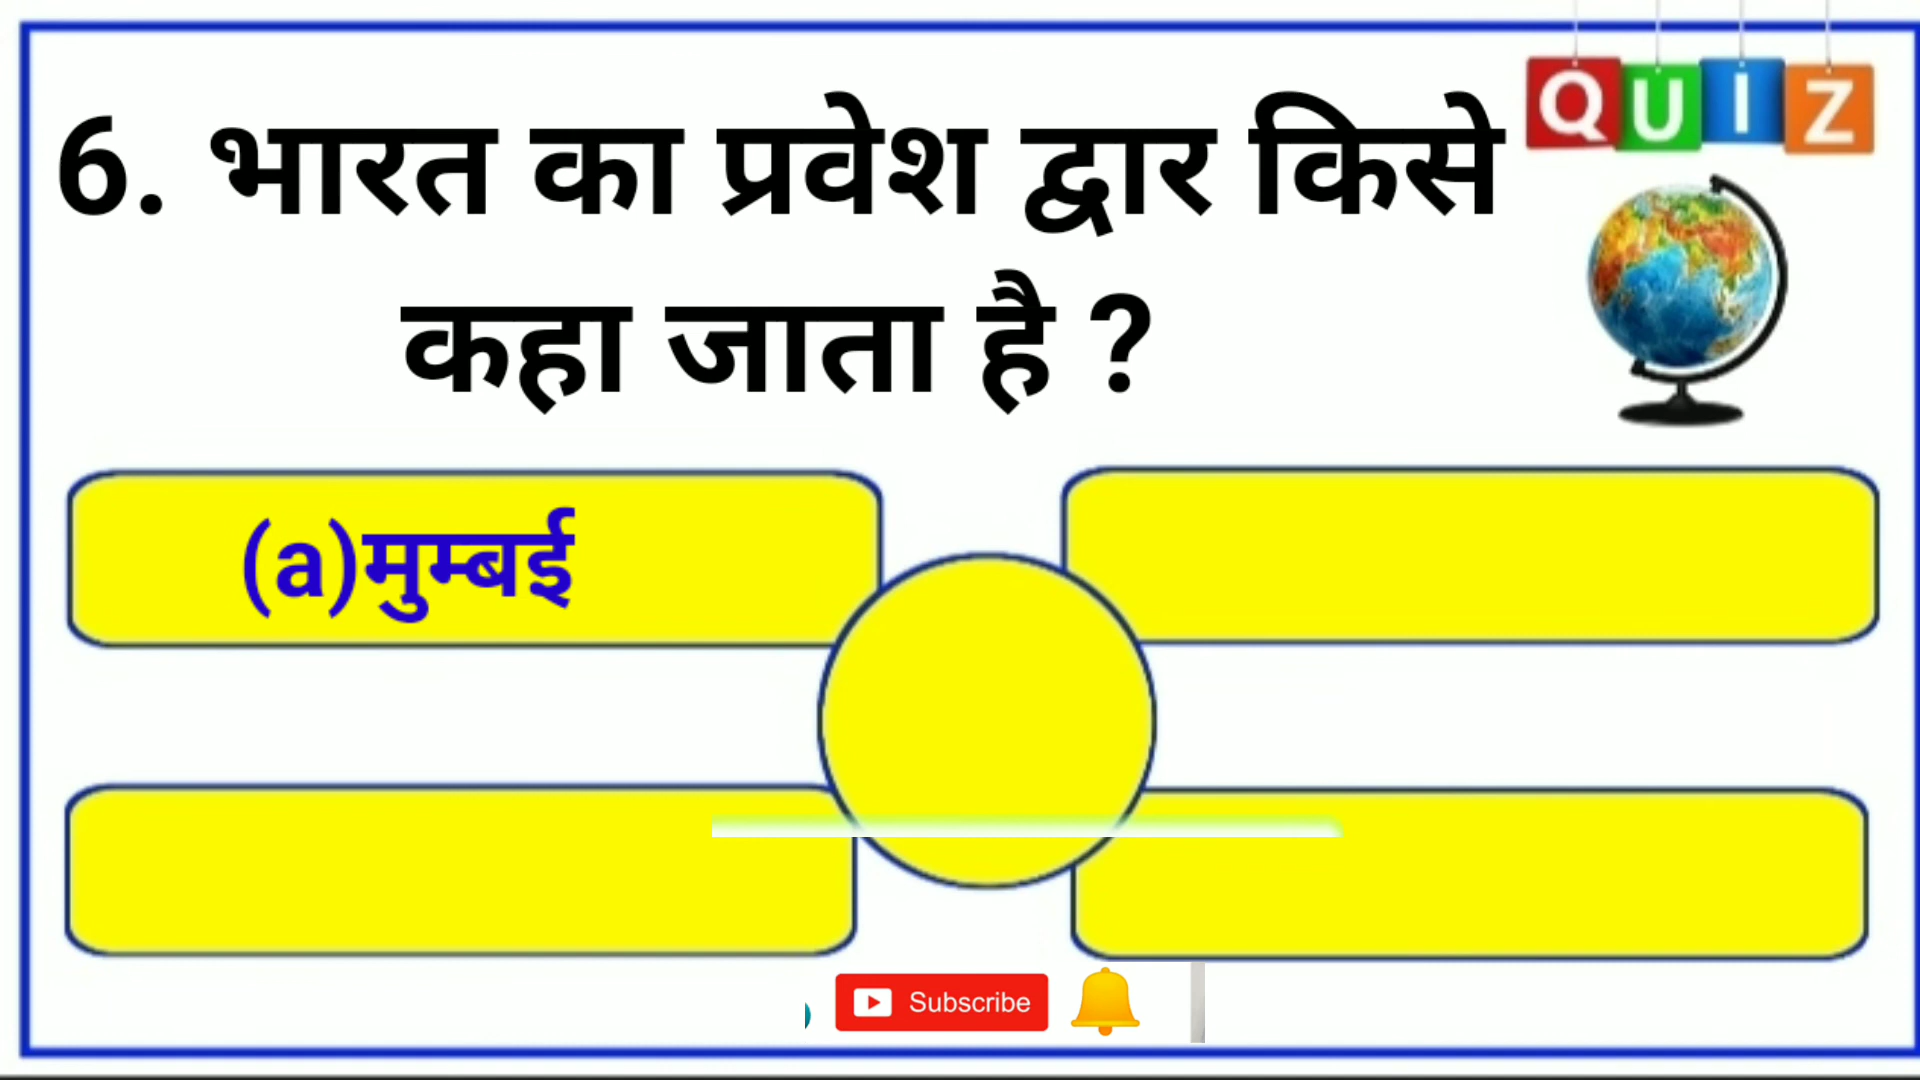 QUIZ
6. भारत का प्रवेश द्वार किसे
कहा जाता है ?
(a)मुम्बई
Subscribe